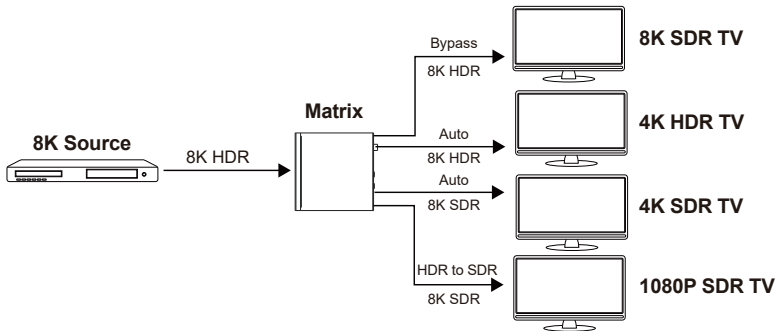 8K Source
8K HDR
Matrix
Bypass
8K HDR
8K SDR TV
Auto
8K HDR
4K HDR TV
Auto
8K SDR
4K SDR TV
HDR to SDR
8K SDR
1080P SDR TV